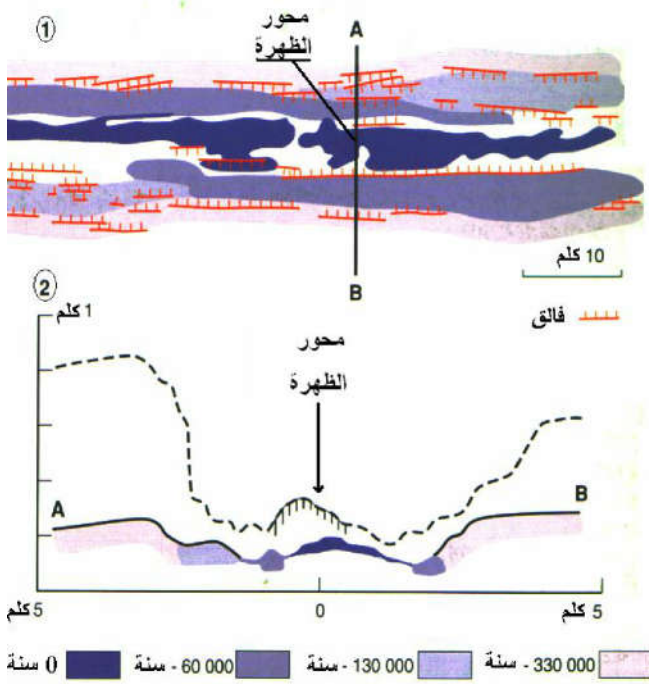 ①
محور
الظهرة
A
B
10 كلم
②
فالق
1 كلم
محور
الظهرة
A
B
5 كلم
0
5 كلم
0 سنة
60 000 - سنة
130 000 - سنة
330 000 - سنة